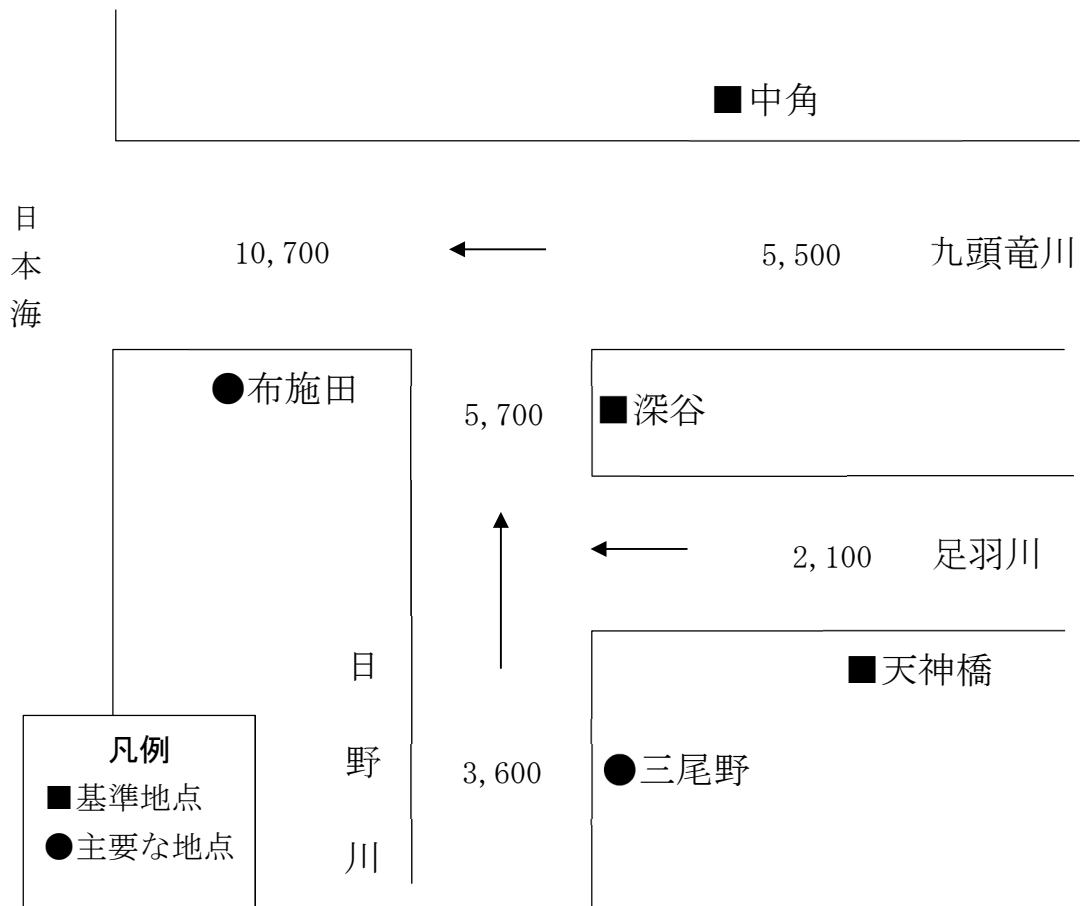 ■中角
日本海
10,700
5,500
九頭竜川
●布施田
5,700
■深谷
2,100
足羽川
■天神橋
日野川
3,600
●三尾野
凡例
■基準地点
●主要な地点